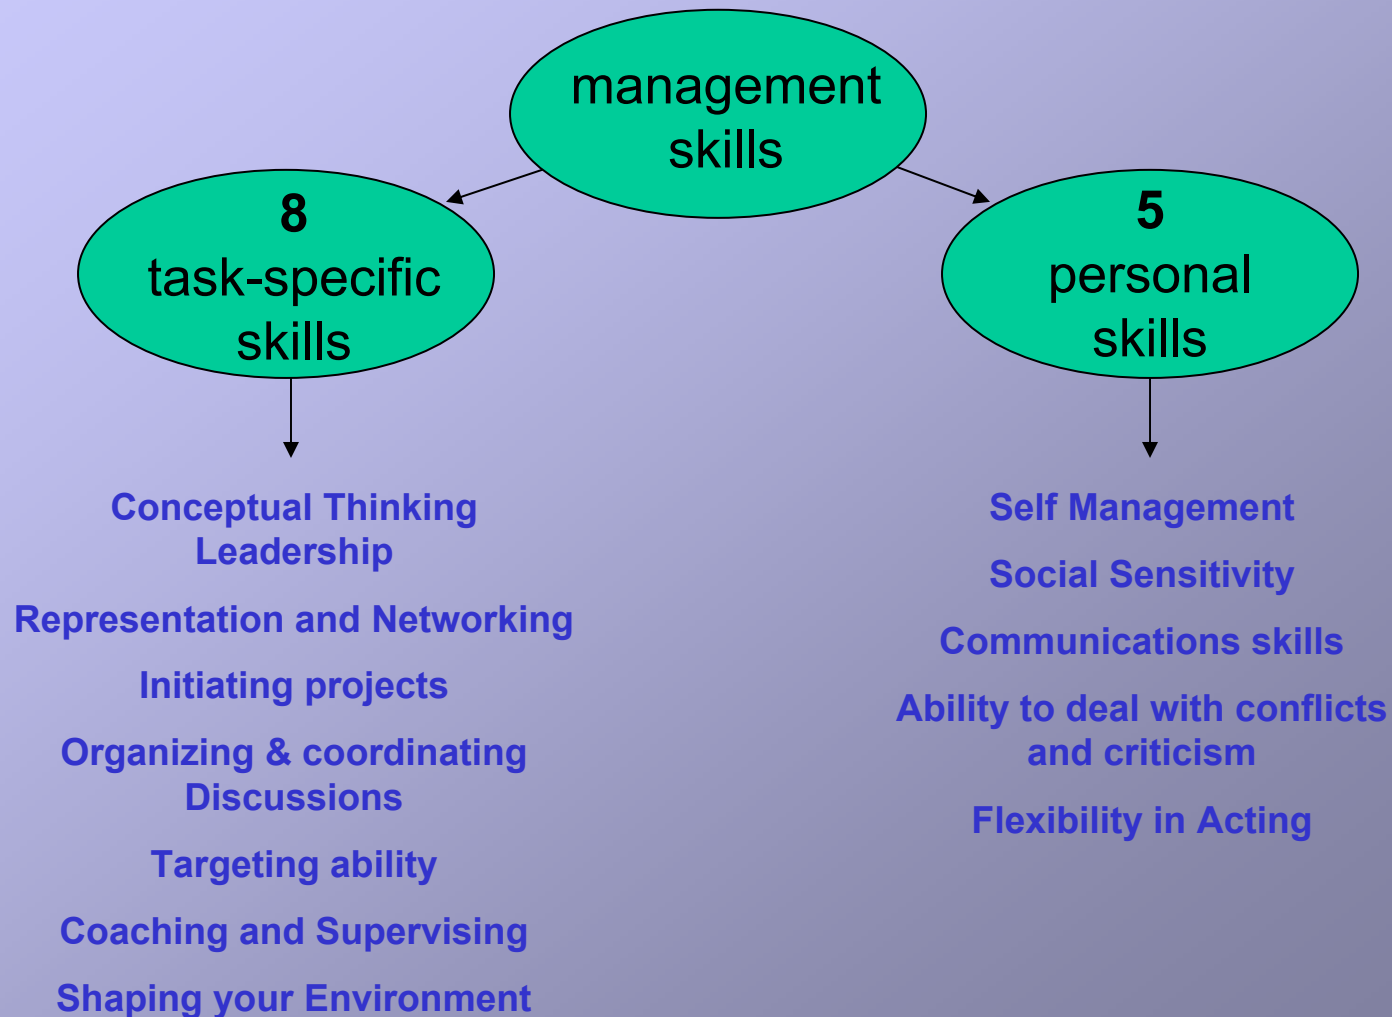 management
skills
8
task-specific
skills
5
personal
skills
Conceptual Thinking
Leadership
Representation and Networking
Initiating projects
Organizing & coordinating
Discussions
Targeting ability
Coaching and Supervising
Shaping your Environment
Self Management
Social Sensitivity
Communications skills
Ability to deal with conflicts
and criticism
Flexibility in Acting